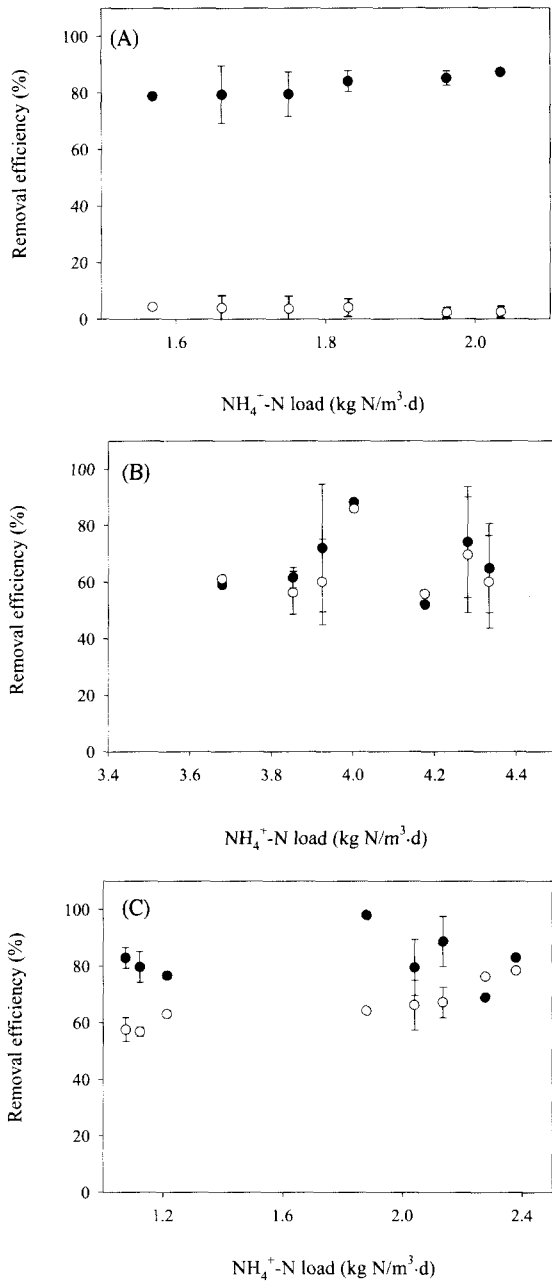 (A)
Removal efficiency (%)
100
80
60
40
20
0
1.6 1.8 2.0
NH₄⁺-N load (kg N/m³·d)
(B)
Removal efficiency (%)
100
80
60
40
20
0
3.4 3.6 3.8 4.0 4.2 4.4
NH₄⁺-N load (kg N/m³·d)
(C)
Removal efficiency (%)
100
80
60
40
20
0
1.2 1.6 2.0 2.4
NH₄⁺-N load (kg N/m³·d)